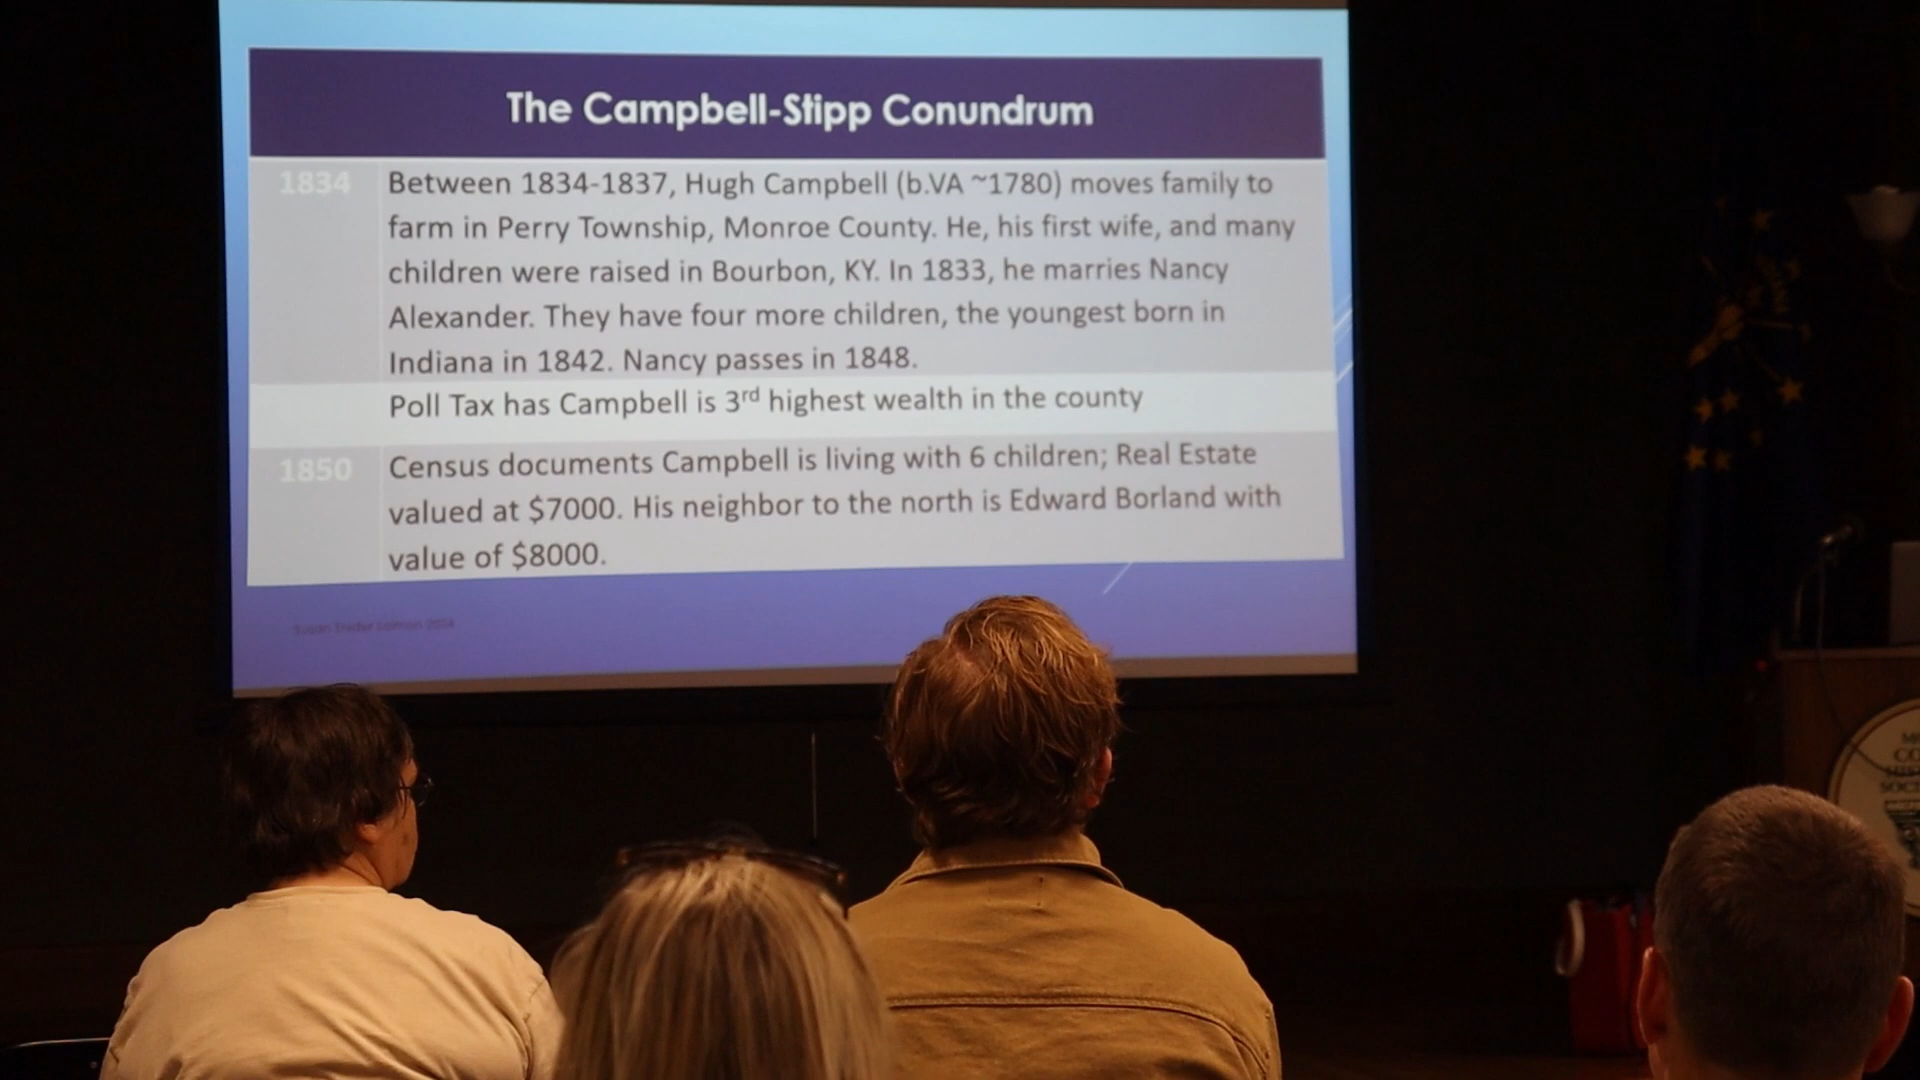 The Campbell-Stipp Conundrum
1834
Between 1834-1837, Hugh Campbell (b.VA ~1780) moves family to
farm in Perry Township, Monroe County. He, his first wife, and many
children were raised in Bourbon, KY. In 1833, he marries Nancy
Alexander. They have four more children, the youngest born in
Indiana in 1842. Nancy passes in 1848.
Poll Tax has Campbell is 3rd highest wealth in the county
1850
Census documents Campbell is living with 6 children; Real Estate
valued at $7000. His neighbor to the north is Edward Borland with
value of $8000.
Susan Snider